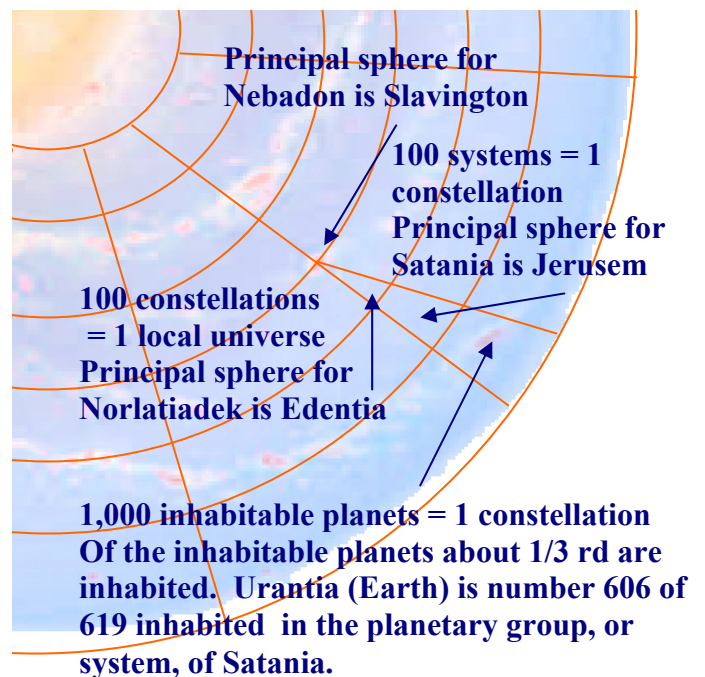 Principal sphere for
Nebadon is Slavington
100 systems = 1
constellation
Principal sphere for
Satania is Jerusem
100 constellations
= 1 local universe
Principal sphere for
Norlatiadek is Edentia
1,000 inhabitable planets = 1 constellation
Of the inhabitable planets about 1/3 rd are
inhabited. Urantia (Earth) is number 606 of
619 inhabited in the planetary group, or
system, of Satania.